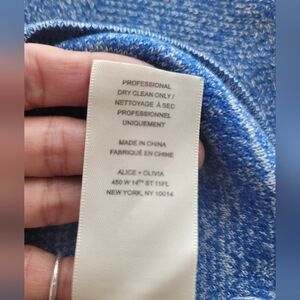 PROFESSIONAL
DRY CLEAN ONLY /
NETTOYAGE À SEC
PROFESSIONNEL
UNIQUEMENT
MADE IN CHINA
FABRIQUÉ EN CHINE
ALICE + OLIVIA
450 W 14TH ST 11FL
NEW YORK, NY 10014